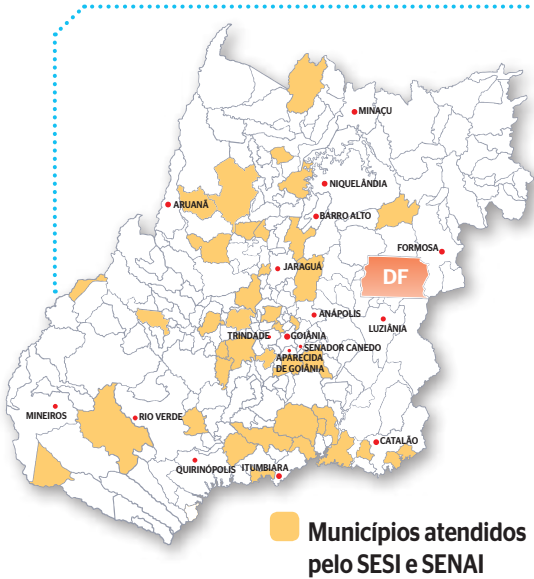 MINAÇU
NIQUELÂNDIA
ARUANÃ
BARRO ALTO
FORMOSA
JARAGUÁ
DF
ANÁPOLIS
LUZIÂNIA
TRINDADE
GOIÂNIA
SENADOR CANEDO
APARECIDA
DE GOIÂNIA
MINEIROS
RIO VERDE
CATALÃO
QUIRINÓPOLIS
ITUMBIARA
Municípios atendidos
pelo SESI e SENAI